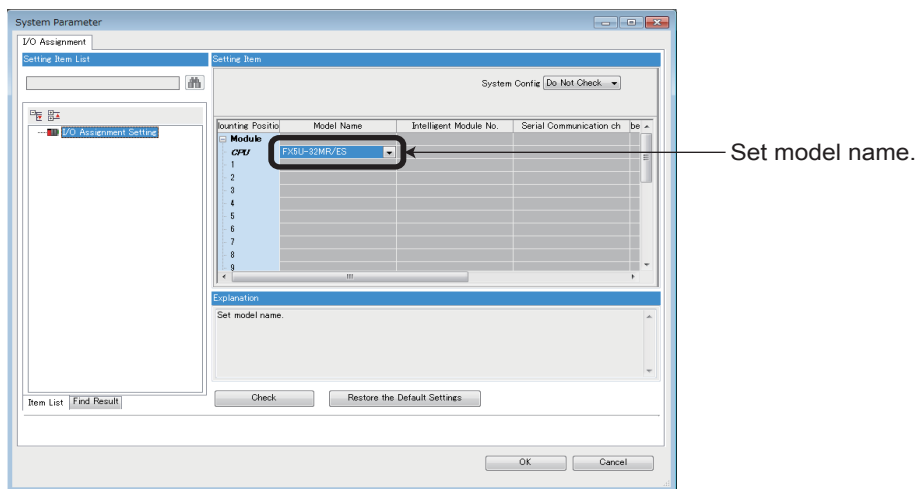 System Parameter
I/O Assignment
Setting Item List
Setting Item
System Config Do Not Check
I/O Assignment Setting
lounting Positio Model Name Intelligent Module No. Serial Communication ch be
Module
CPU FX5U-32MR/ES
Set model name.
1
2
3
4
5
6
7
8
9
Explanation
Set model name.
Check Restore the Default Settings
Item List Find Result
OK Cancel